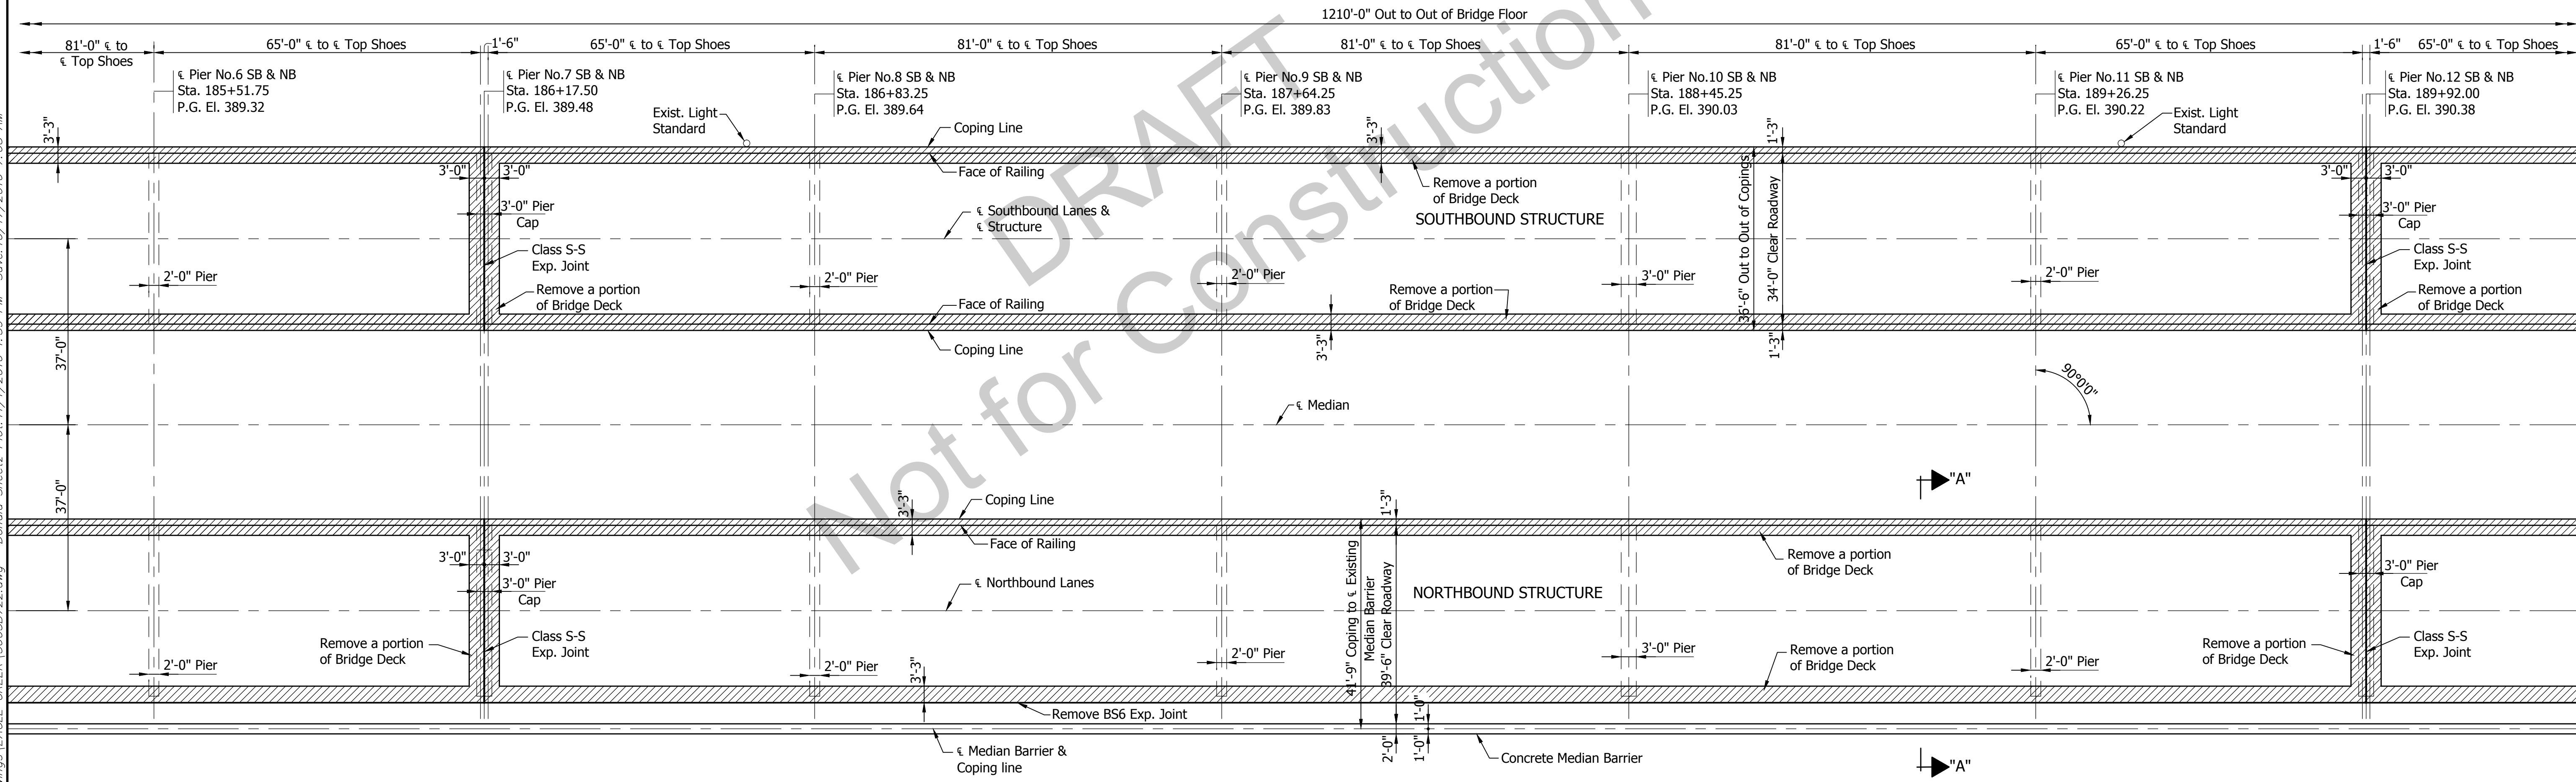 1210'-0" Out to Out of Bridge Floor
81'-0" ℄ to
℄ Top Shoes
65'-0" ℄ to ℄ Top Shoes
1'-6"
65'-0" ℄ to ℄ Top Shoes
81'-0" ℄ to ℄ Top Shoes
81'-0" ℄ to ℄ Top Shoes
81'-0" ℄ to ℄ Top Shoes
65'-0" ℄ to ℄ Top Shoes
1'-6"
65'-0" ℄ to ℄ Top Shoes
℄ Pier No.6 SB & NB
Sta. 185+51.75
P.G. El. 389.32
℄ Pier No.7 SB & NB
Sta. 186+17.50
P.G. El. 389.48
℄ Pier No.8 SB & NB
Sta. 186+83.25
P.G. El. 389.64
℄ Pier No.9 SB & NB
Sta. 187+64.25
P.G. El. 389.83
℄ Pier No.10 SB & NB
Sta. 188+45.25
P.G. El. 390.03
℄ Pier No.11 SB & NB
Sta. 189+26.25
P.G. El. 390.22
℄ Pier No.12 SB & NB
Sta. 189+92.00
P.G. El. 390.38
Exist. Light
Standard
Exist. Light
Standard
3'-3"
Coping Line
3'-3"
1'-3"
Face of Railing
3'-0"
3'-0"
3'-0" Pier
Cap
Remove a portion
of Bridge Deck
3'-0"
3'-0"
3'-0" Pier
Cap
℄ Southbound Lanes &
℄ Structure
SOUTHBOUND STRUCTURE
36'-6" Out to Out of Copings
34'-0" Clear Roadway
Class S-S
Exp. Joint
Class S-S
Exp. Joint
2'-0" Pier
2'-0" Pier
2'-0" Pier
3'-0" Pier
2'-0" Pier
Remove a portion
of Bridge Deck
Face of Railing
Remove a portion
of Bridge Deck
Remove a portion
of Bridge Deck
Coping Line
3'-3"
1'-3"
37'-0"
90°0'0"
℄ Median
37'-0"
"A"
DRAFT
Not for Construction
Coping Line
3'-3"
1'-3"
Face of Railing
3'-0"
3'-0"
3'-0" Pier
Cap
Remove a portion
of Bridge Deck
3'-0" Pier
Cap
℄ Northbound Lanes
NORTHBOUND STRUCTURE
41'-9" Coping to ℄ Existing
Median Barrier
39'-6" Clear Roadway
Remove a portion
of Bridge Deck
Class S-S
Exp. Joint
2'-0" Pier
2'-0" Pier
2'-0" Pier
3'-0" Pier
2'-0" Pier
Remove a portion
of Bridge Deck
Remove a portion
of Bridge Deck
Class S-S
Exp. Joint
3'-3"
Remove BS6 Exp. Joint
1'-0"
2'-0"
1'-0"
℄ Median Barrier &
Coping line
Concrete Median Barrier
"A"